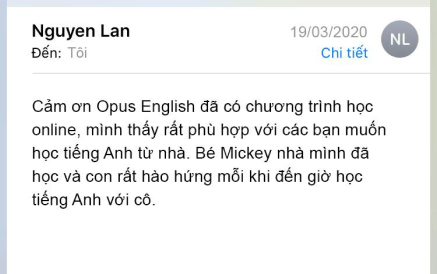 Nguyen Lan
19/03/2020
NL
Đến: Tôi
Chi tiết
Cảm ơn Opus English đã có chương trình học
online, mình thấy rất phù hợp với các bạn muốn
học tiếng Anh từ nhà. Bé Mickey nhà mình đã
học và con rất hào hứng mỗi khi đến giờ học
tiếng Anh với cô.